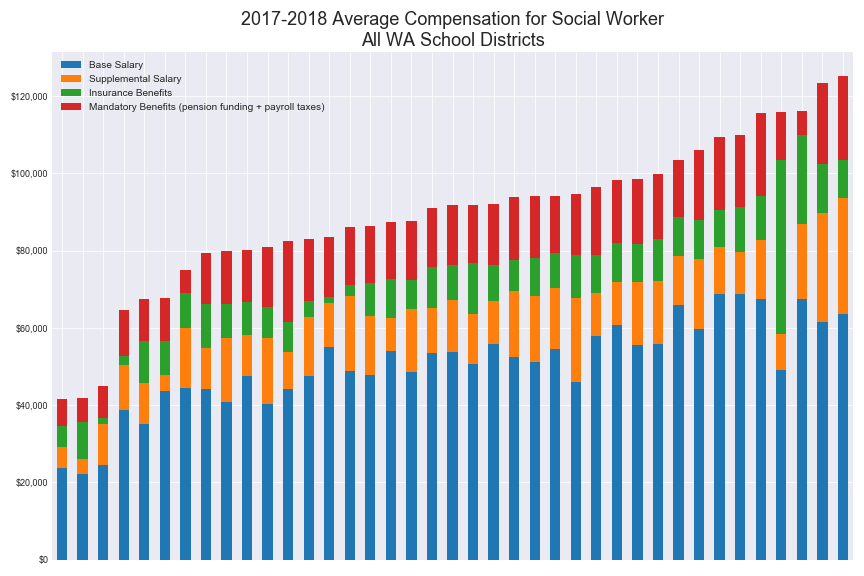 2017-2018 Average Compensation for Social Worker
All WA School Districts
Base Salary
Supplemental Salary
Insurance Benefits
Mandatory Benefits (pension funding + payroll taxes)
$120,000
$100,000
$80,000
$60,000
$40,000
$20,000
$0